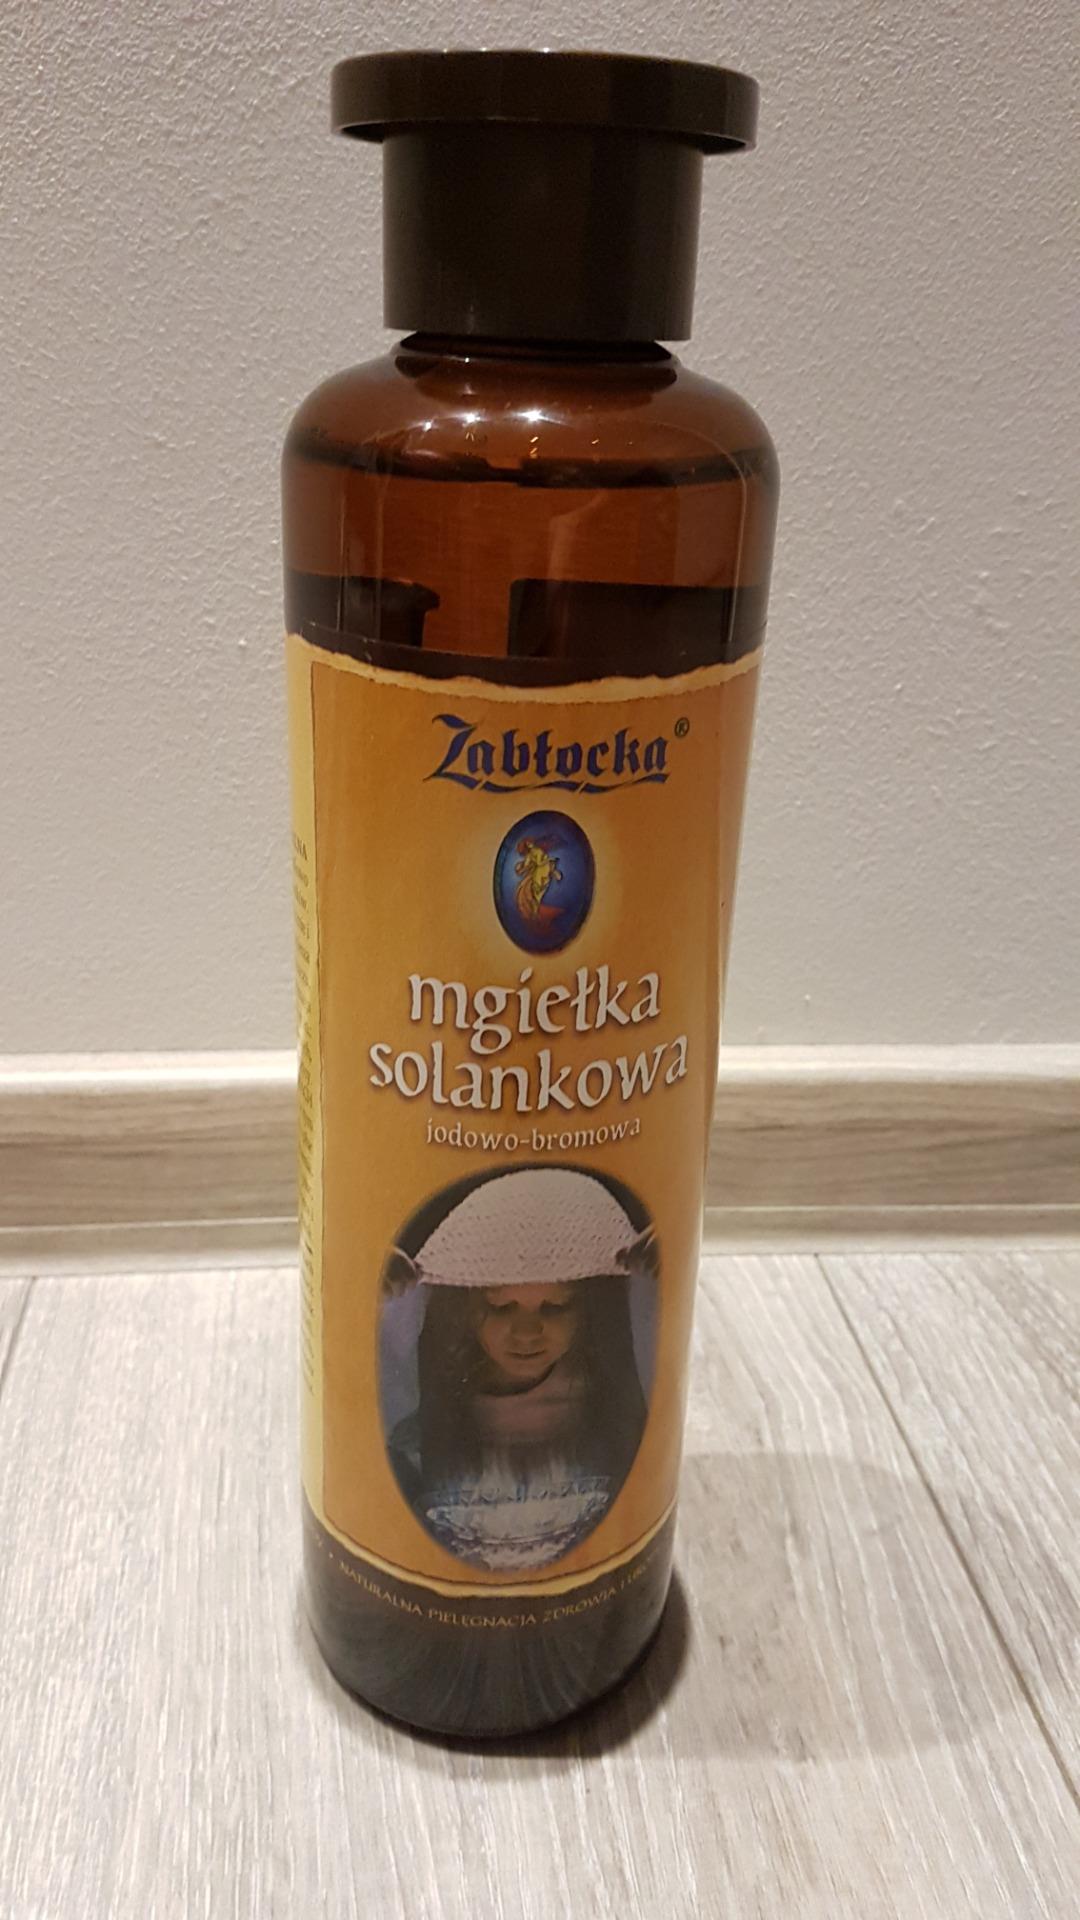 Zabłocka®
mgiełka
solankowa
jodowo-bromowa
• NATURALNA PIELĘGNACJA ZDROWIA I